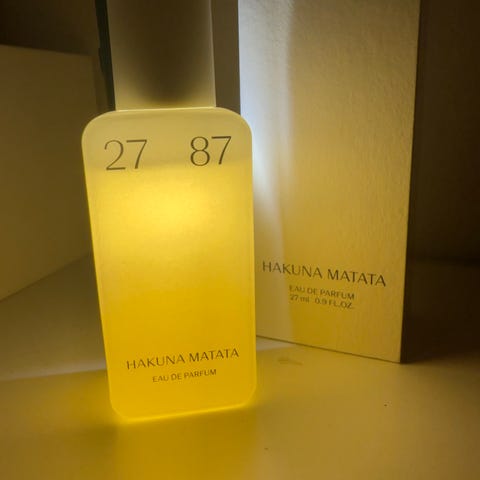 27 87
HAKUNA MATATA
EAU DE PARFUM
HAKUNA MATATA
EAU DE PARFUM
27 ml 0.9 FL.OZ.